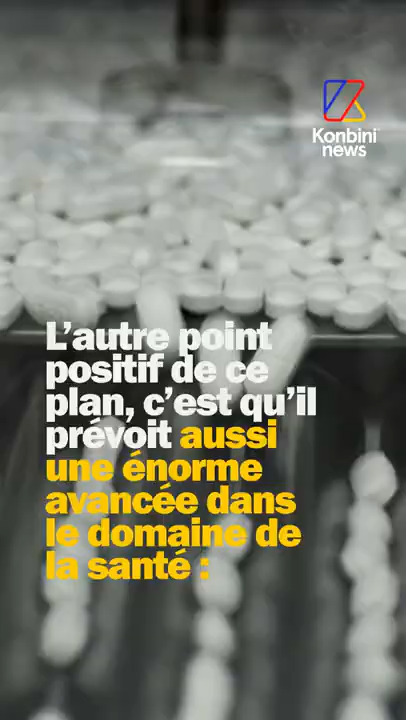 Konbini
news
L'autre point
positif de ce
plan, c'est qu'il
prévoit aussi
une énorme
avancée dans
le domaine de
la santé :